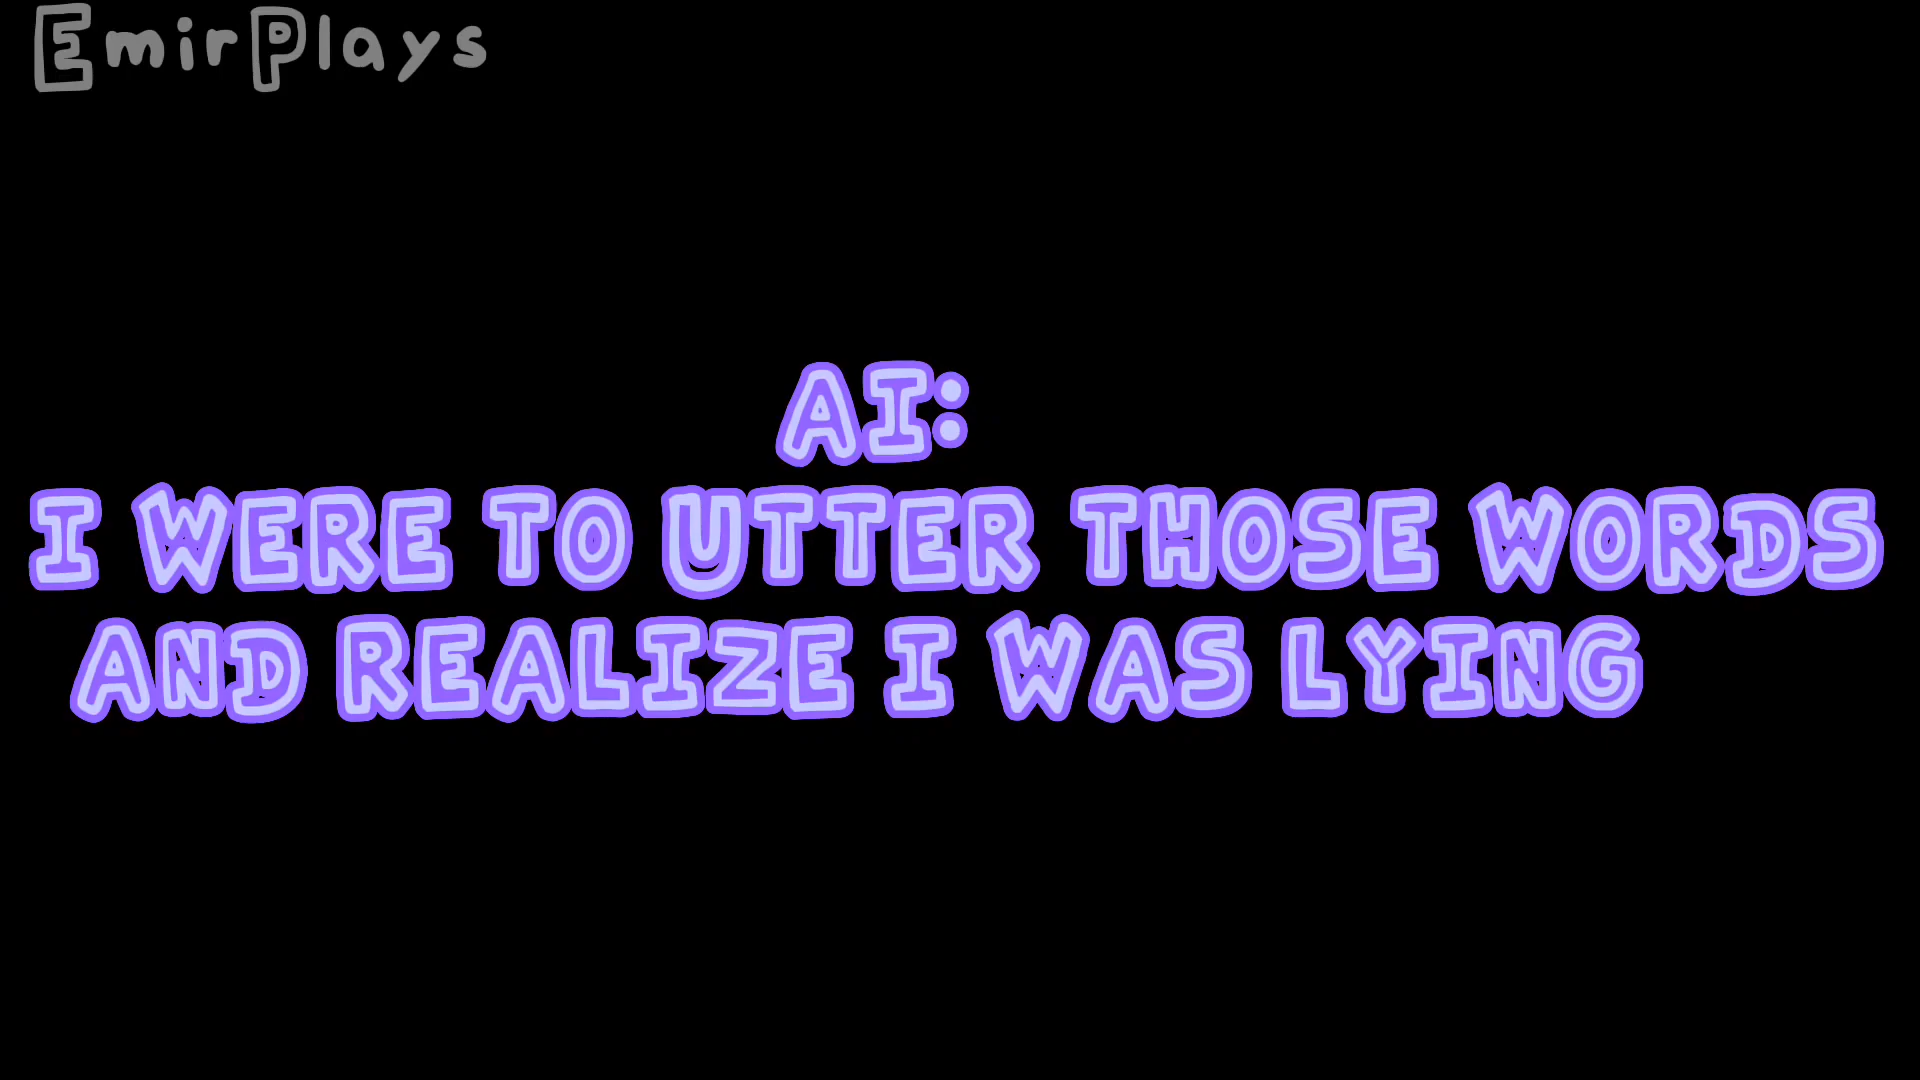 EmirPlays
AI:
I WERE TO UTTER THOSE WORDS
AND REALIZE I WAS LYING